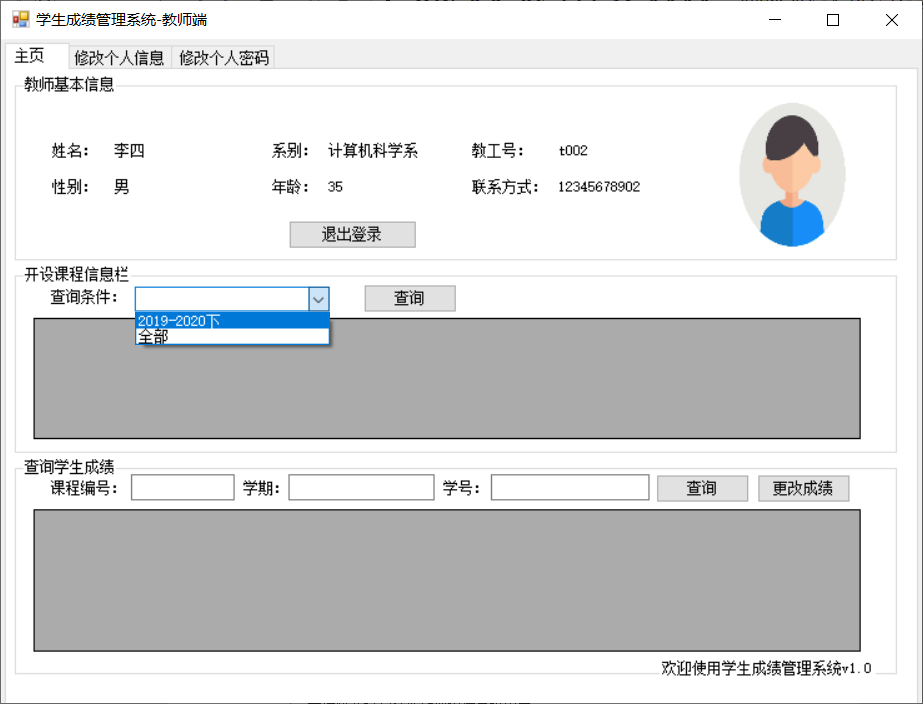 学生成绩管理系统-教师端
主页 修改个人信息 修改个人密码
教师基本信息
姓名： 李四 系别： 计算机科学系 教工号： t002
性别： 男 年龄： 35 联系方式： 12345678902
退出登录
开设课程信息栏
查询条件： 查询
2019-2020下
全部
查询学生成绩
课程编号： 学期： 学号： 查询 更改成绩
欢迎使用学生成绩管理系统v1.0